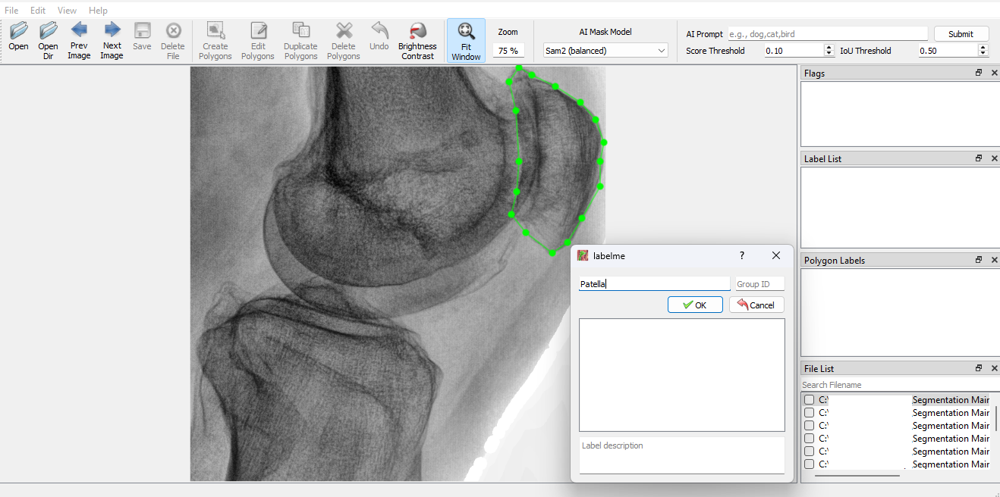 File Edit View Help
Open Open Dir Prev Image Next Image Save Delete File Create Polygons Edit Polygons Duplicate Polygons Delete Polygons Undo Brightness Contrast Fit Window
Zoom
75 %
AI Mask Model
Sam2 (balanced)
AI Prompt e.g., dog,cat,bird Submit
Score Threshold 0.10 IoU Threshold 0.50
Flags
Label List
Polygon Labels
labelme ?
Patella Group ID
OK Cancel
Label description
File List
Search Filename
C:\ Segmentation Mair
C:\ Segmentation Mair
C:\ Segmentation Mair
C:\ Segmentation Mair
C:\ Segmentation Mair
C:\ Segmentation Mair